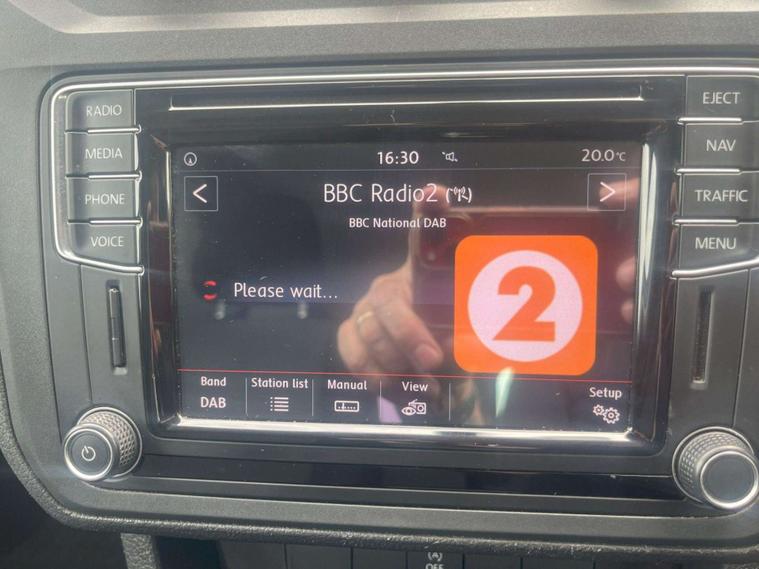 RADIO
MEDIA
PHONE
VOICE
EJECT
NAV
TRAFFIC
MENU
16:30
20.0°C
BBC Radio2
BBC National DAB
Please wait...
2
Band
DAB
Station list
Manual
View
Setup
(A)
OFF